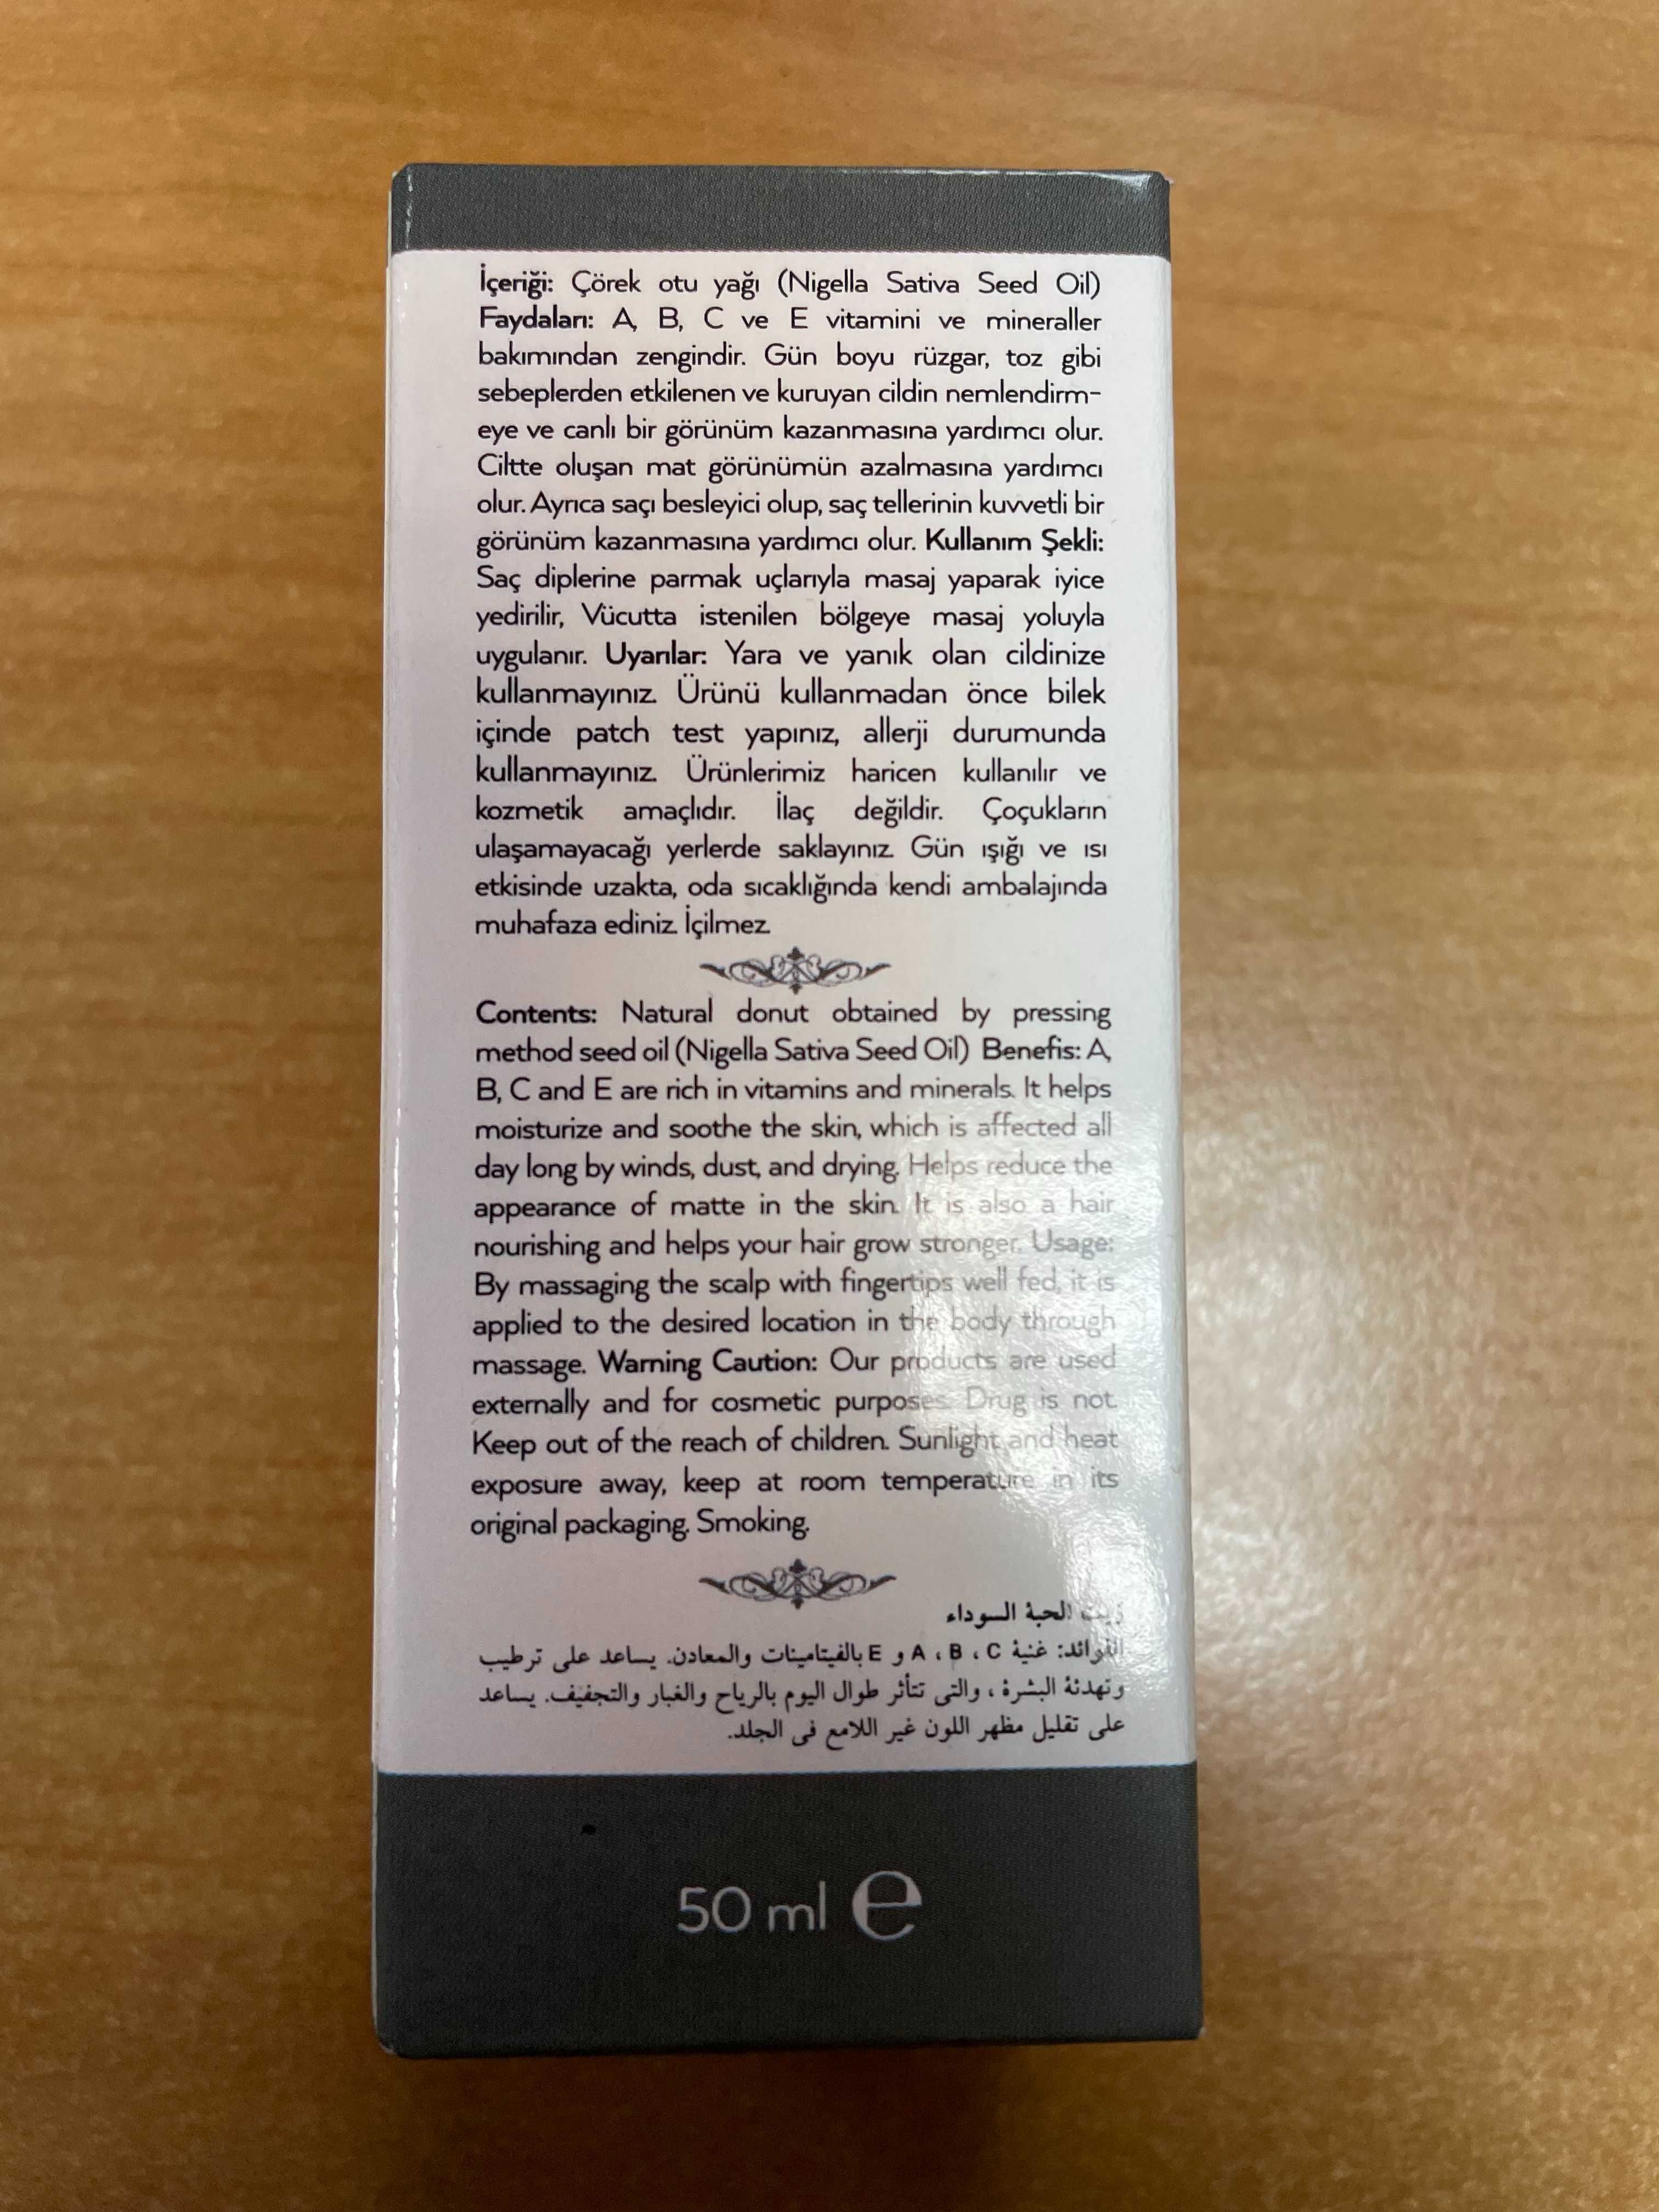 İçeriği: Çörek otu yağı (Nigella Sativa Seed Oil)
Faydaları: A, B, C ve E vitamini ve mineraller
bakımından zengindir. Gün boyu rüzgar, toz gibi
sebeplerden etkilenen ve kuruyan cildin nemlendirm-
eye ve canlı bir görünüm kazanmasına yardımcı olur.
Ciltte oluşan mat görünümün azalmasına yardımcı
olur. Ayrıca saçı besleyici olup, saç tellerinin kuvvetli bir
görünüm kazanmasına yardımcı olur. Kullanım Şekli:
Saç diplerine parmak uçlarıyla masaj yaparak iyice
yedirilir, Vücutta istenilen bölgeye masaj yoluyla
uygulanır. Uyarılar: Yara ve yanık olan cildinize
kullanmayınız. Ürünü kullanmadan önce bilek
içinde patch test yapınız, allerji durumunda
kullanmayınız. Ürünlerimiz haricen kullanılır ve
kozmetik amaçlıdır. İlaç değildir. Çoçukların
ulaşamayacağı yerlerde saklayınız. Gün ışığı ve ısı
etkisinde uzakta, oda sıcaklığında kendi ambalajında
muhafaza ediniz. İçilmez.
Contents: Natural donut obtained by pressing
method seed oil (Nigella Sativa Seed Oil) Benefis: A,
B, C and E are rich in vitamins and minerals. It helps
moisturize and soothe the skin, which is affected all
day long by winds, dust, and drying. Helps reduce the
appearance of matte in the skin. It is also a hair
nourishing and helps your hair grow stronger. Usage:
By massaging the scalp with fingertips well fed, it is
applied to the desired location in the body through
massage. Warning Caution: Our products are used
externally and for cosmetic purposes. Drug is not.
Keep out of the reach of children. Sunlight and heat
exposure away, keep at room temperature in its
original packaging. Smoking.
زيت الحبة السوداء
الفوائد: غنية A ، B ، C و E بالفيتامينات والمعادن. يساعد على ترطيب
وتهدئة البشرة ، والتى تتأثر طوال اليوم بالرياح والغبار والتجفيف. يساعد
على تقليل مظهر اللون غير اللامع فى الجلد.
50 ml e